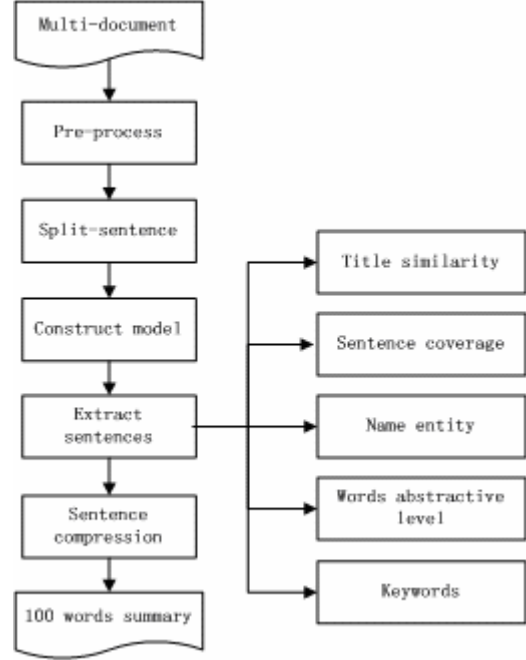 Multi-document
Pre-process
Split-sentence
Construct model
Extract
sentences
Sentence
compression
100 words summary
Title similarity
Sentence coverage
Name entity
Words abstractive
level
Keywords